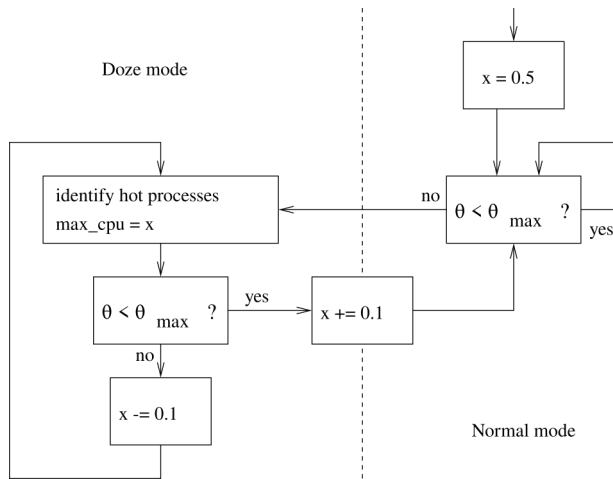 Doze mode
x = 0.5
identify hot processes
max_cpu = x
no
θ < θ max ?
yes
θ < θ max ?
yes
x += 0.1
no
x -= 0.1
Normal mode